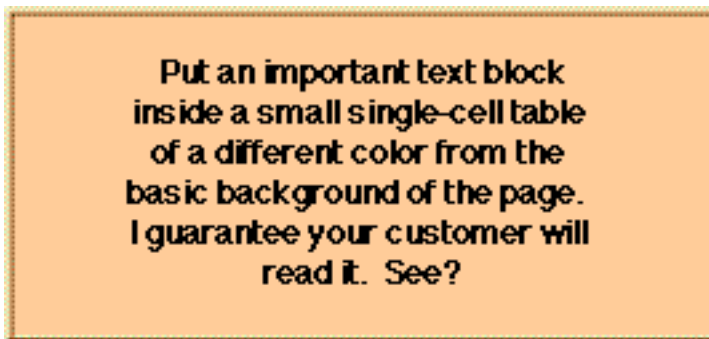 Put an important text block
inside a small single-cell table
of a different color from the
basic background of the page.
I guarantee your customer will
read it. See?